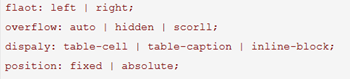 flaot: left | right;
overflow: auto | hidden | scorll;
dispaly: table-cell | table-caption | inline-block;
position: fixed | absolute;